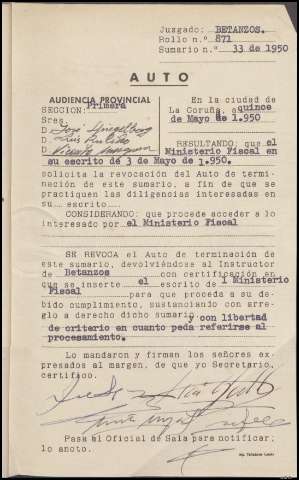 Juzgado: BETANZOS.
Rollo n.º 871
Sumario n.º 33 de 1950
AUTO
AUDIENCIA PROVINCIAL
SECCION: Primera
Sres.
D. José
D. Luis
D. Vicente
En la ciudad de
La Coruña, a quince
de Mayo de 1.950
RESULTANDO: que el
Ministerio Fiscal en
su escrito de 3 de Mayo de 1.950.
solicita la revocación del Auto de termi-
nación de este sumario, a fin de que se
practiquen las diligencias interesadas
en su escrito
CONSIDERANDO: que procede acceder a lo
interesado por el Ministerio Fiscal
SE REVOCA el Auto de terminación de
este sumario, devolviéndose al Instructor
de Betanzos con certificación en
que se inserte el escrito de l Ministerio
Fiscal para que proceda a su de-
bido cumplimiento, sustanciando con arre-
glo a derecho dicho sumario y con libertad
de criterio en cuanto peda referirse al
procesamiento.
Lo mandaron y firman los señores ex-
presados al margen, de que yo Secretario,
certifico.
Pasa al Oficial de Sala para notificar;
lo anoto.